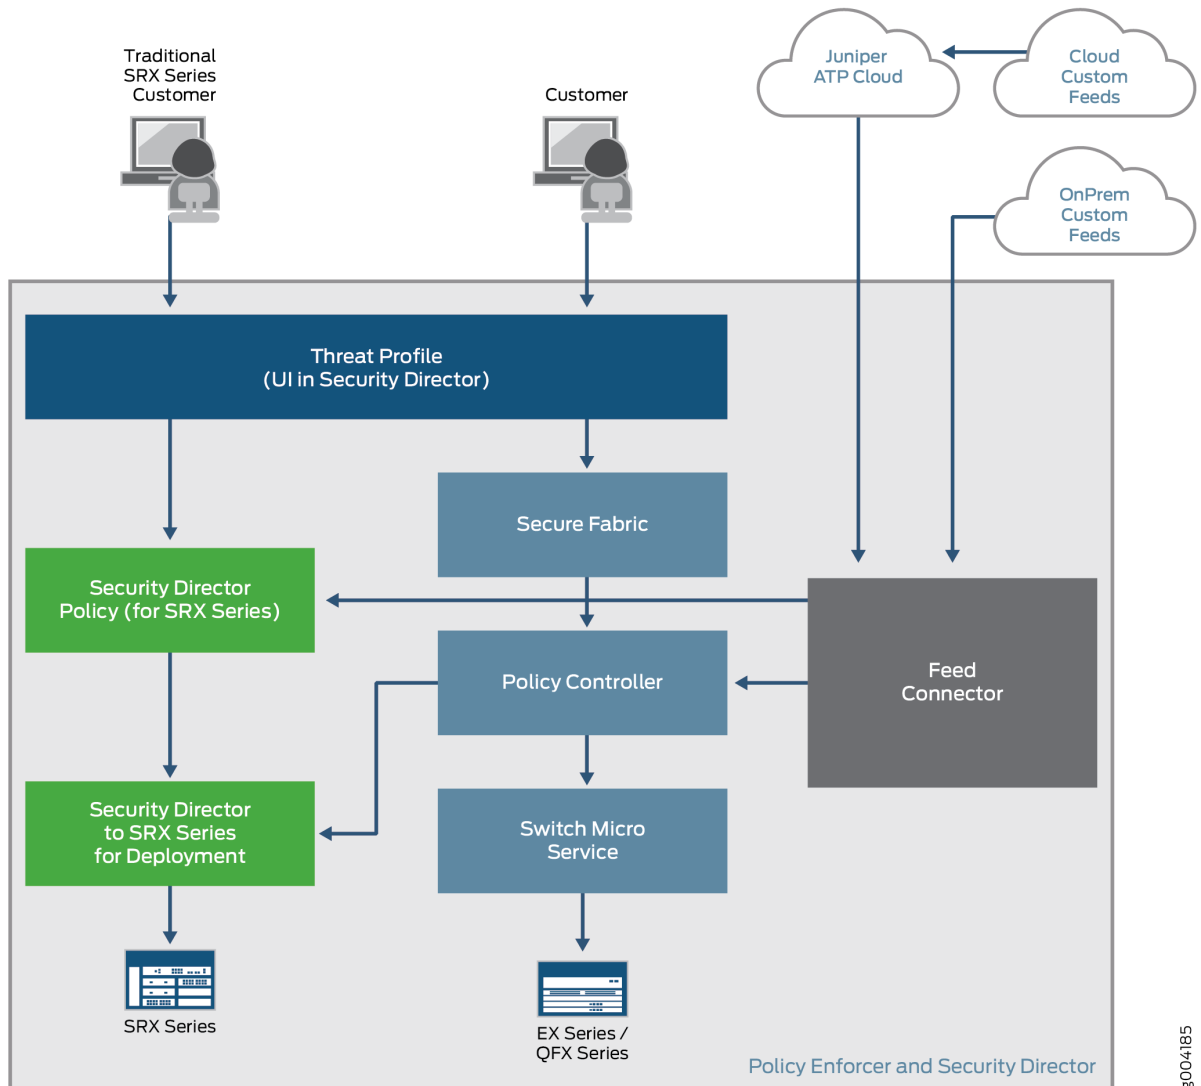 Traditional
SRX Series
Customer
Customer
Juniper
ATP Cloud
Cloud
Custom
Feeds
OnPrem
Custom
Feeds
Threat Profile
(UI in Security Director)
Secure Fabric
Security Director
Policy (for SRX Series)
Policy Controller
Feed
Connector
Security Director
to SRX Series
for Deployment
Switch Micro
Service
SRX Series
EX Series /
QFX Series
Policy Enforcer and Security Director